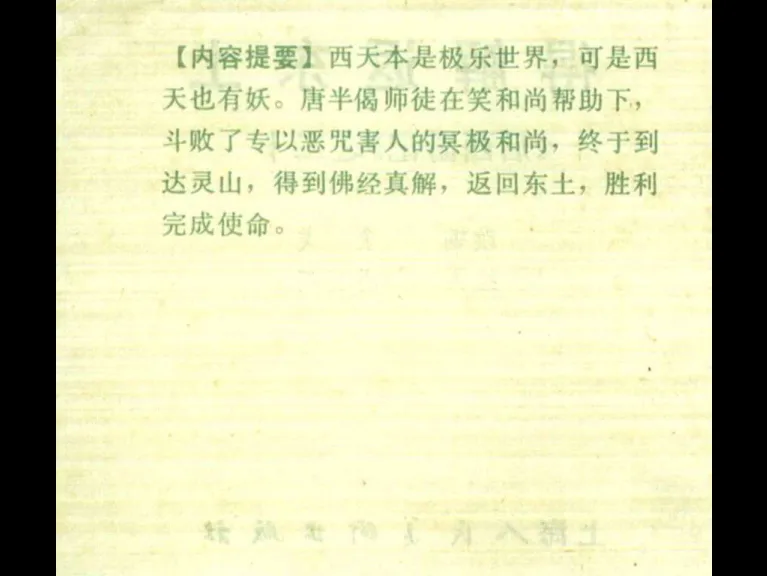 【内容提要】西天本是极乐世界，可是西
天也有妖。唐半偈师徒在笑和尚帮助下，
斗败了专以恶咒害人的冥极和尚，终于到
达灵山，得到佛经真解，返回东土，胜利
完成使命。